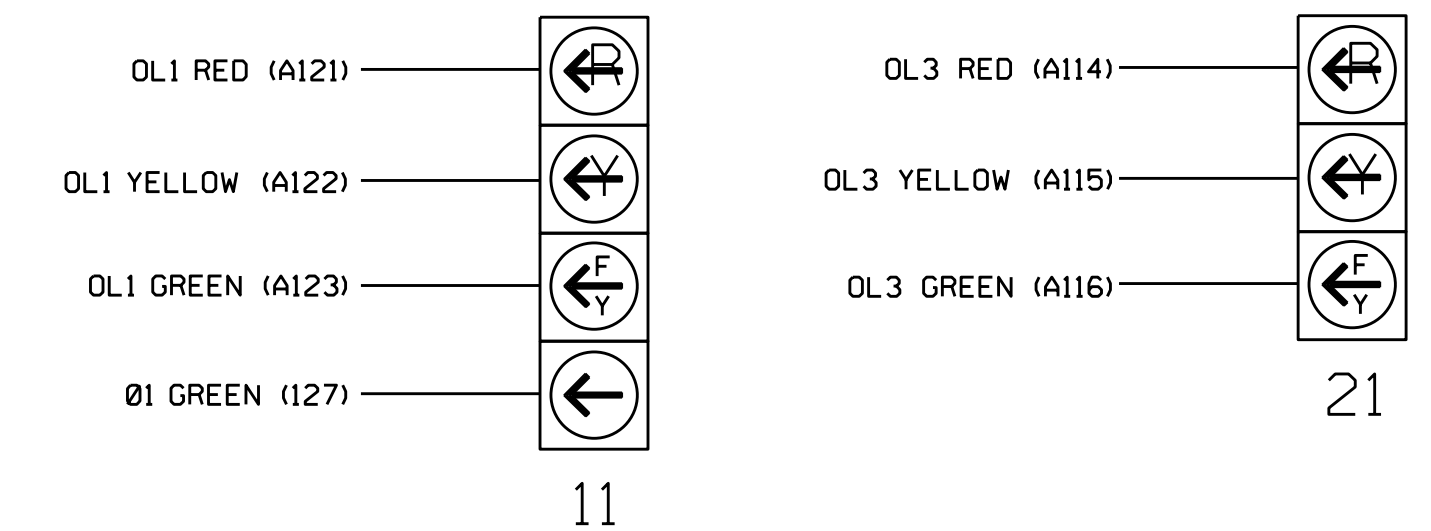 OL1 RED (A121)
R
OL1 YELLOW (A122)
Y
OL1 GREEN (A123)
F
Y
Ø1 GREEN (127)
11
OL3 RED (A114)
R
OL3 YELLOW (A115)
Y
OL3 GREEN (A116)
F
Y
21